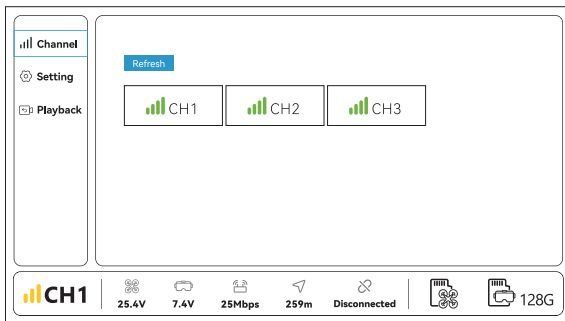 Channel
Setting
Playback
Refresh
CH1
CH2
CH3
CH1
25.4V
7.4V
25Mbps
259m
Disconnected
128G